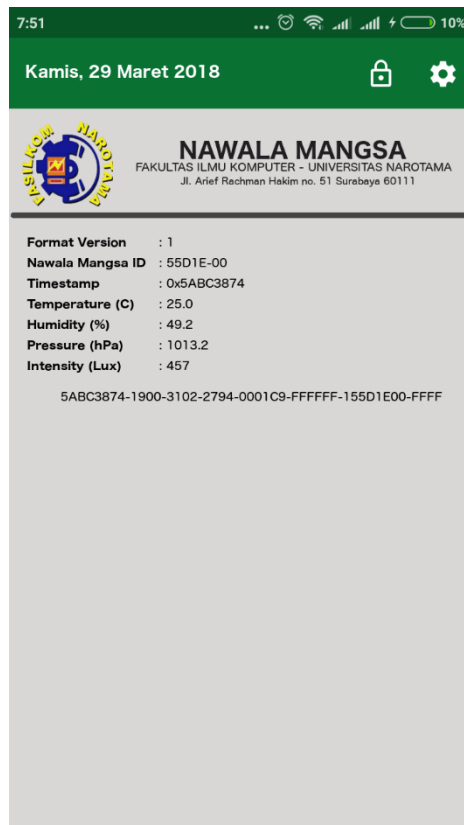 7:51 ... 10%
Kamis, 29 Maret 2018
FASILKOM NAROTAMA
NAWALA MANGSA
FAKULTAS ILMU KOMPUTER - UNIVERSITAS NAROTAMA
Jl. Arief Rachman Hakim no. 51 Surabaya 60111
Format Version : 1
Nawala Mangsa ID : 55D1E-00
Timestamp : 0x5ABC3874
Temperature (C) : 25.0
Humidity (%) : 49.2
Pressure (hPa) : 1013.2
Intensity (Lux) : 457
5ABC3874-1900-3102-2794-0001C9-FFFFFF-155D1E00-FFFF